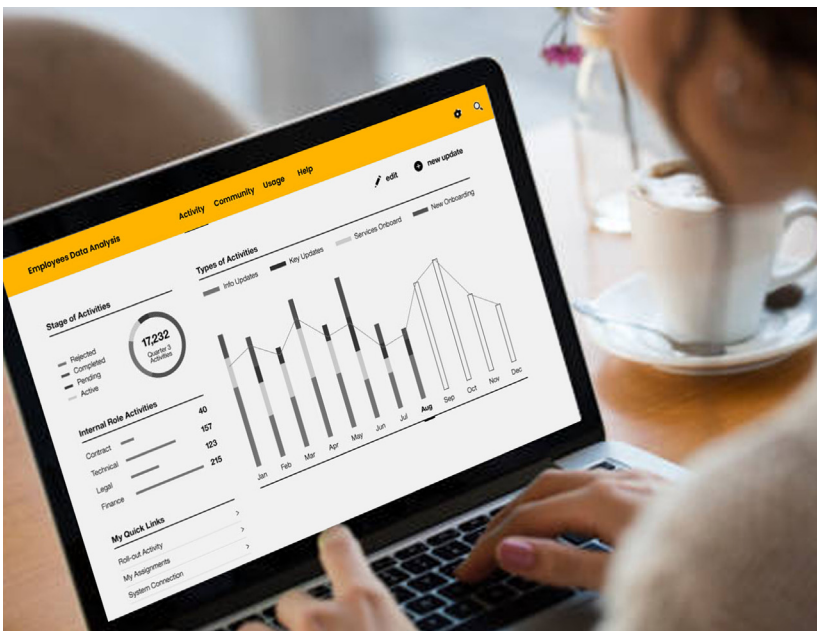 Employees Data Analysis
Activity Community Usage Help
edit new update
Stage of Activities
Rejected
Completed
Pending
Active
17,232
Quarter 3
Activities
Types of Activities
Info Updates Key Updates Services Onboard New Onboarding
Jan Feb Mar Apr May Jun Jul Aug Sep Oct Nov Dec
Internal Role Activities
Contract 40
Technical 157
Legal 123
Finance 215
My Quick Links
Roll-out Activity
My Assignments
System Connection